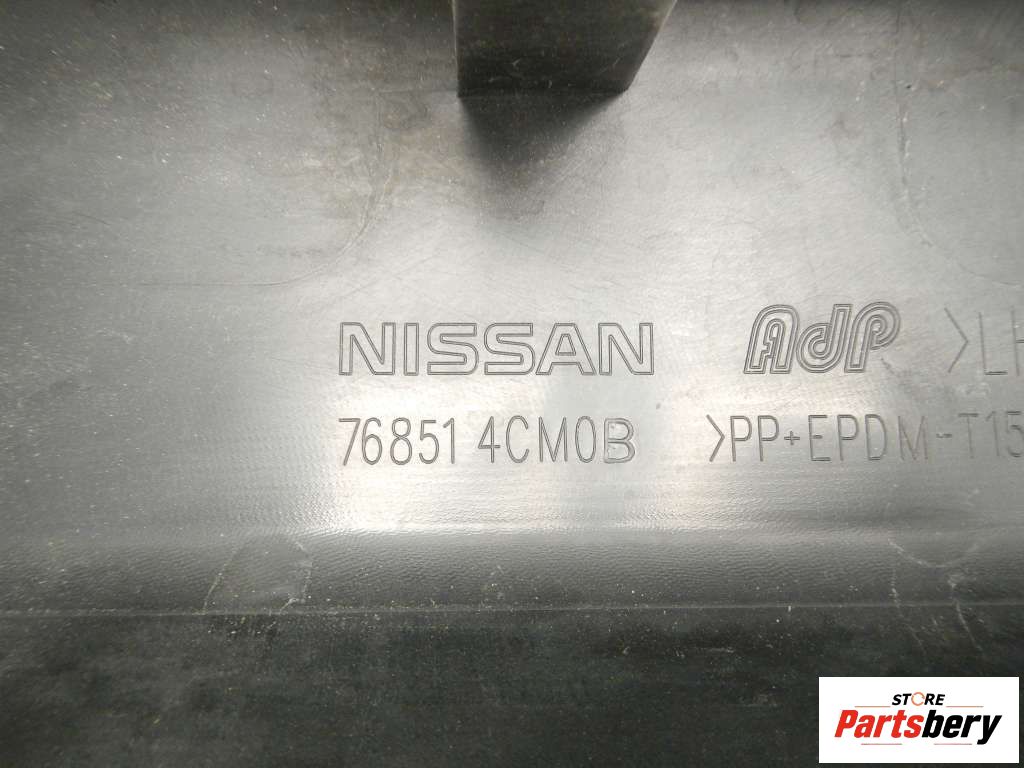 NISSAN AdP >LH
76851 4CM0B >PP+EPDM-T15
STORE
Partsbery